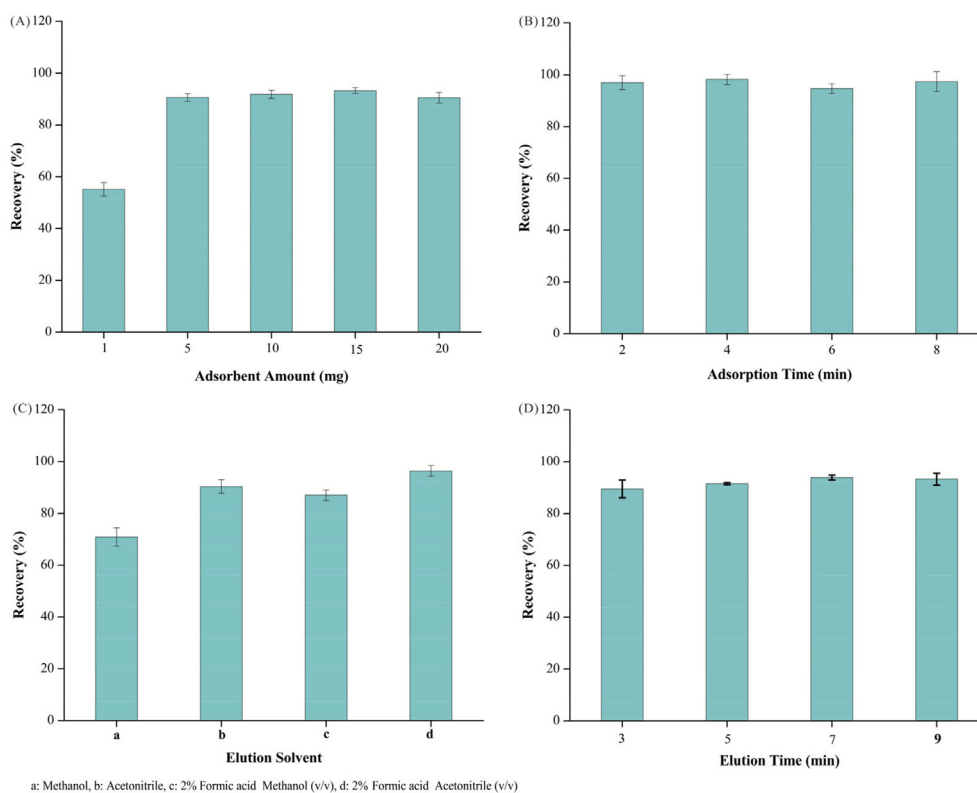 (A)
120
100
80
60
40
20
0
Recovery (%)
1 5 10 15 20
Adsorbent Amount (mg)
(B)
120
100
80
60
40
20
0
Recovery (%)
2 4 6 8
Adsorption Time (min)
(C)
120
100
80
60
40
20
0
Recovery (%)
a b c d
Elution Solvent
(D)
120
100
80
60
40
20
0
Recovery (%)
3 5 7 9
Elution Time (min)
a: Methanol, b: Acetonitrile, c: 2% Formic acid Methanol (v/v), d: 2% Formic acid Acetonitrile (v/v)